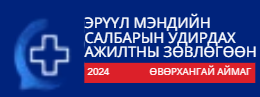 ЭРҮҮЛ МЭНДИЙН
САЛБАРЫН УДИРДАХ
АЖИЛТНЫ ЗӨВЛӨГӨӨН
2024 ӨВӨРХАНГАЙ АЙМАГ